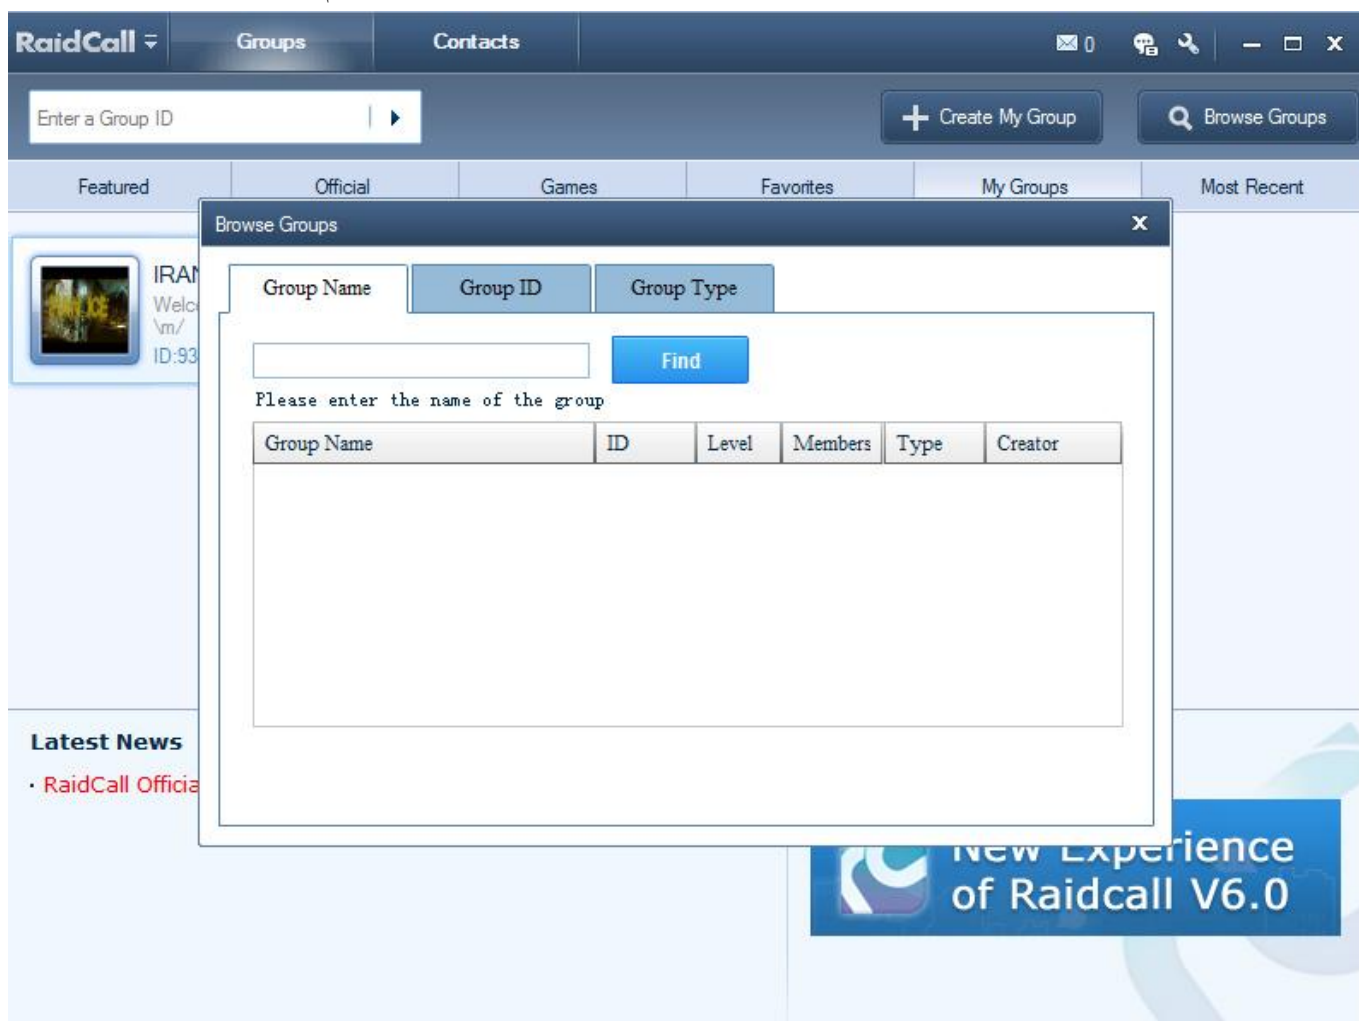 RaidCall
Groups
Contacts
0
Enter a Group ID
Create My Group
Browse Groups
Featured
Official
Games
Favorites
My Groups
Most Recent
Browse Groups
Group Name
Group ID
Group Type
Welc
\m/
ID:93
Find
Please enter the name of the group
Group Name
ID
Level
Members
Type
Creator
Latest News
· RaidCall Officia
New Experience
of Raidcall V6.0